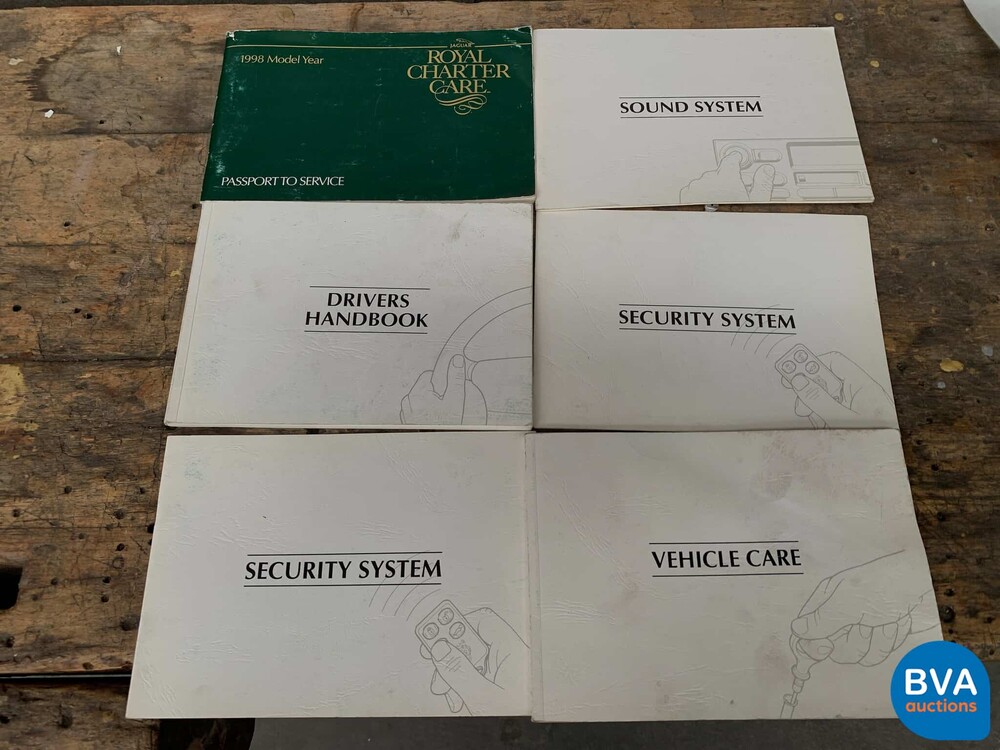 1998 Model Year
JAGUAR
ROYAL
CHARTER
CARE
PASSPORT TO SERVICE
SOUND SYSTEM
DRIVERS
HANDBOOK
SECURITY SYSTEM
SECURITY SYSTEM
VEHICLE CARE
BVA
auctions